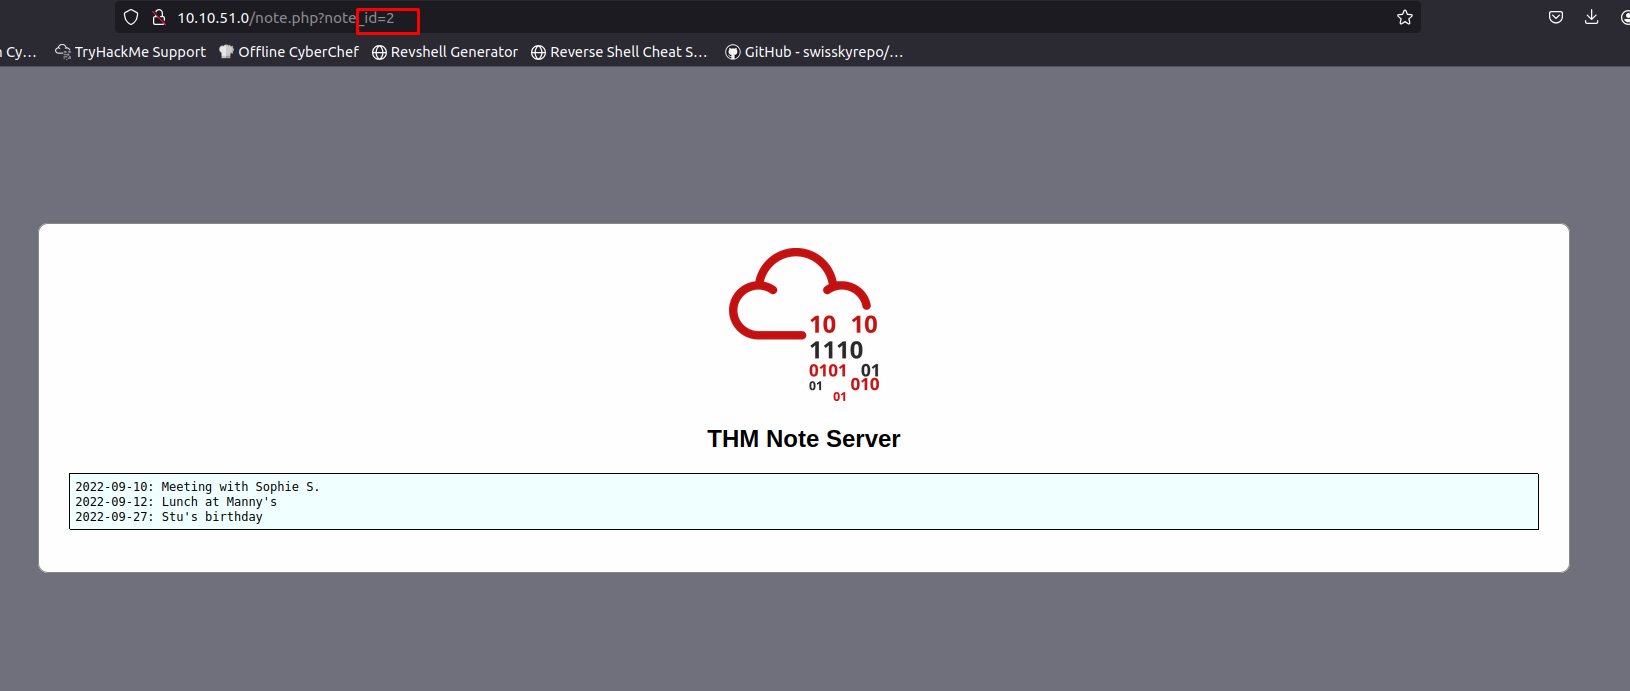 10.10.51.0/note.php?note_id=2
Cy... TryHackMe Support Offline CyberChef Revshell Generator Reverse Shell Cheat S... GitHub - swisskyrepo/...
10 10
1110
0101 01
01 010
01
THM Note Server
2022-09-10: Meeting with Sophie S.
2022-09-12: Lunch at Manny's
2022-09-27: Stu's birthday